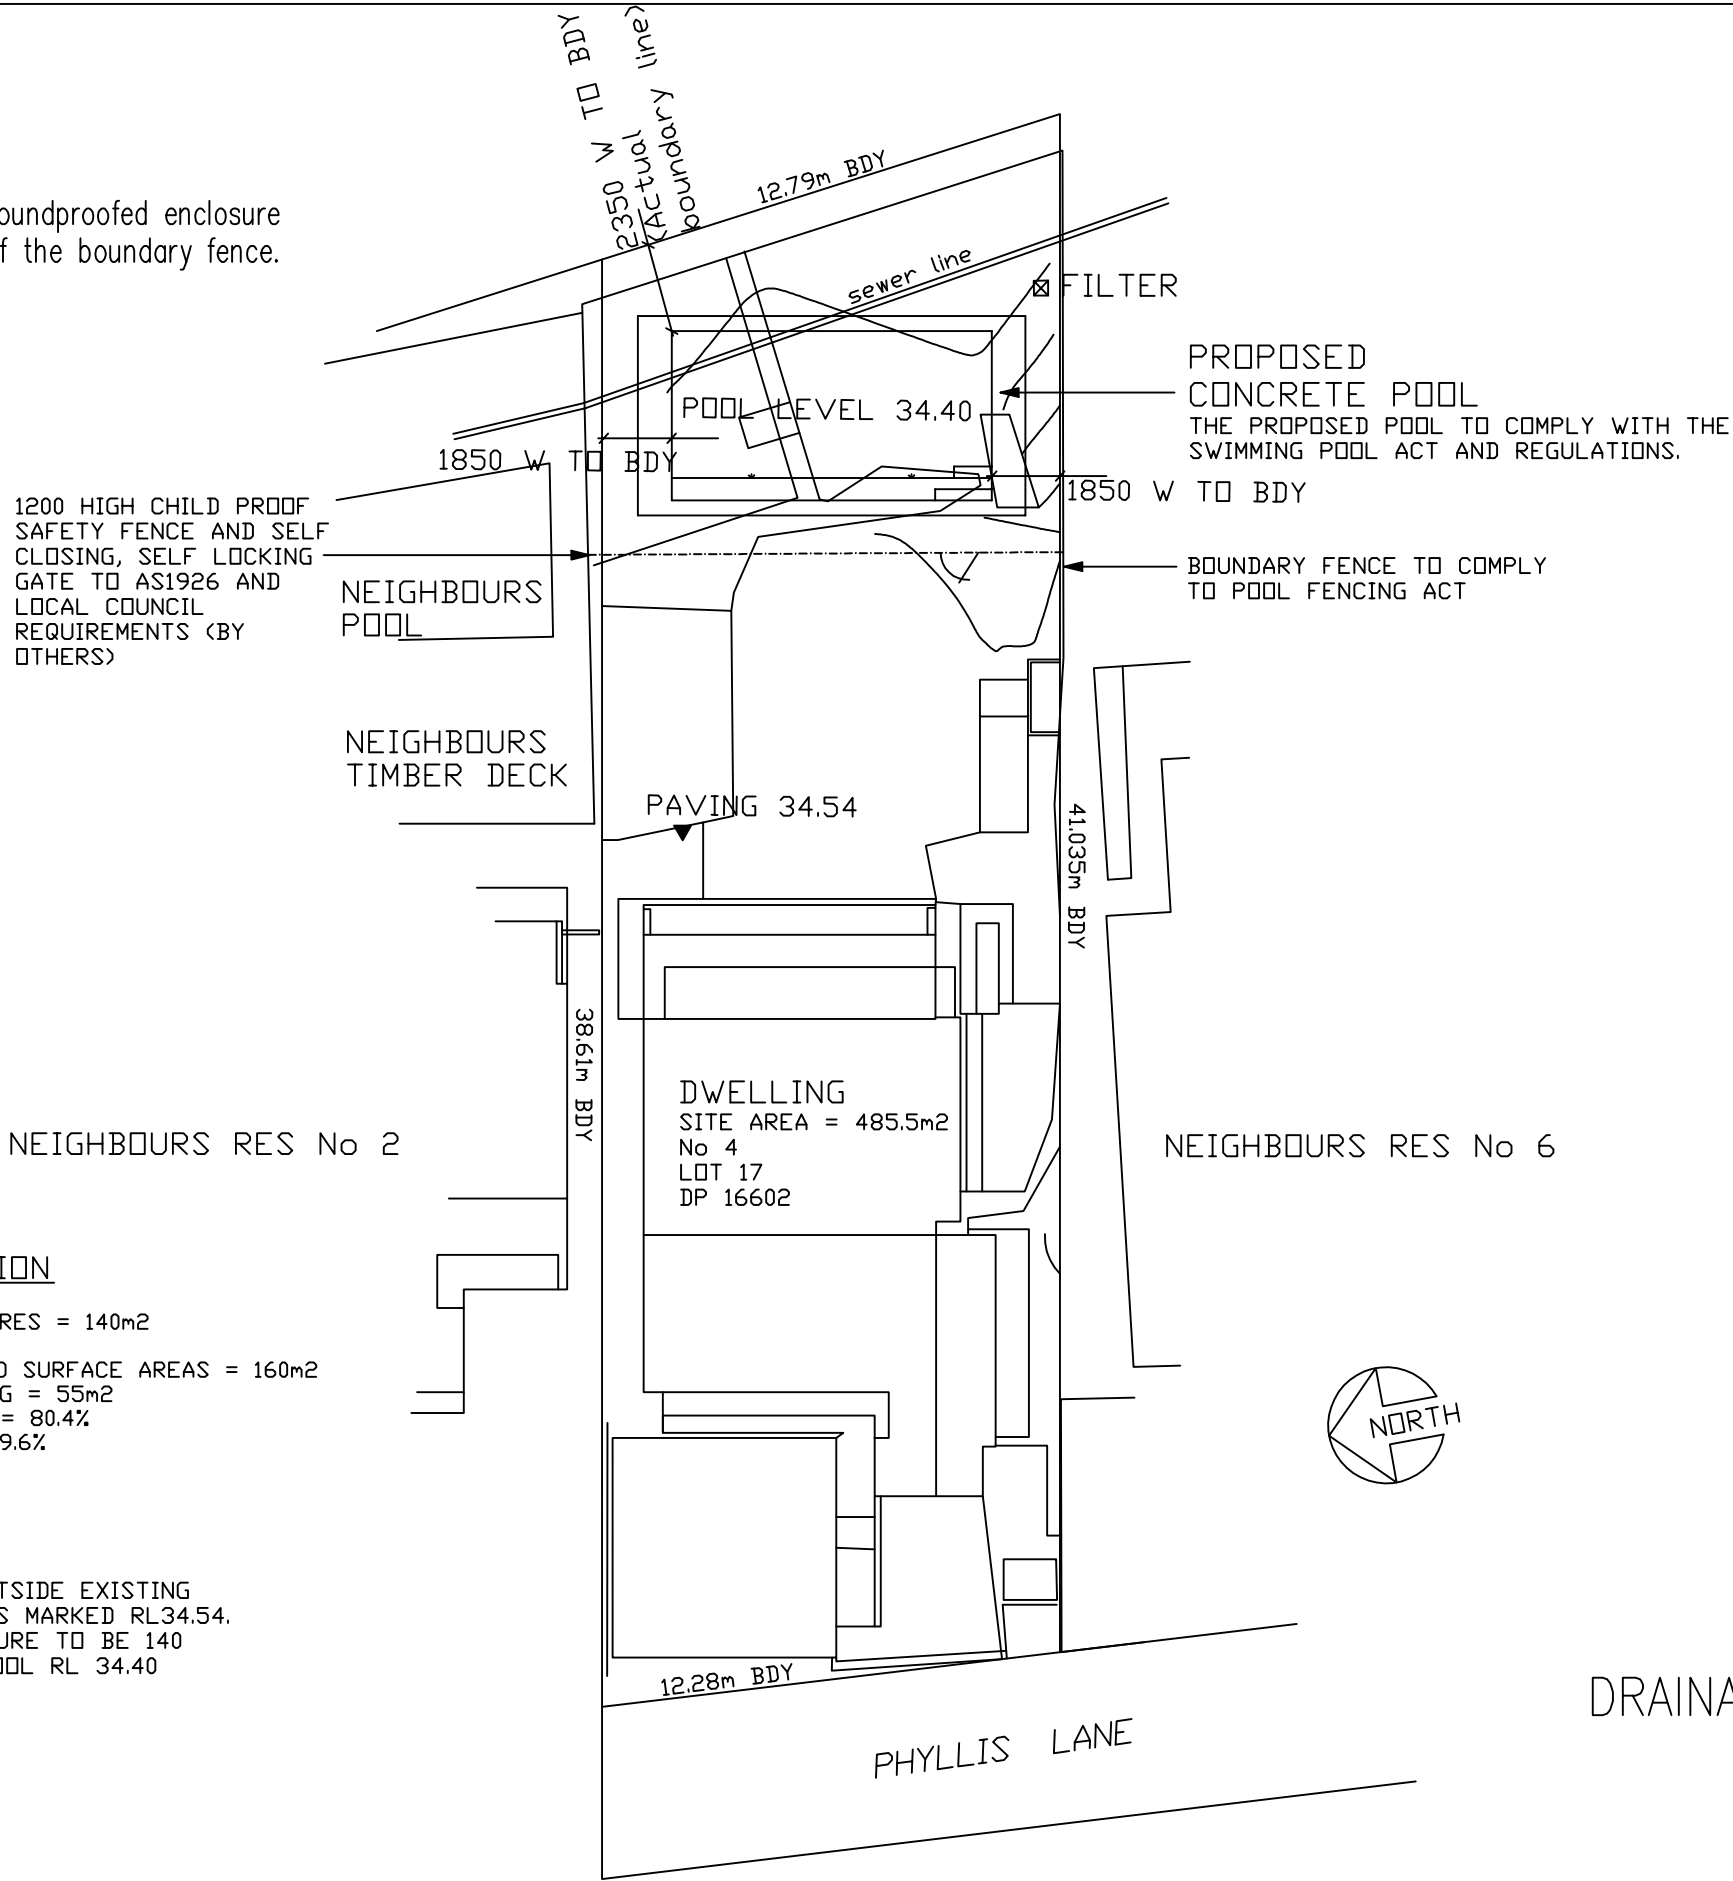 2350 W TO BDY
(Actual
boundary line)
12.79m BDY
oundproofed enclosure
f the boundary fence.
sewer line
FILTER
PROPOSED
CONCRETE POOL
THE PROPOSED POOL TO COMPLY WITH THE
SWIMMING POOL ACT AND REGULATIONS.
POOL LEVEL 34.40
1850 W TO BDY
1850 W TO BDY
1200 HIGH CHILD PROOF
SAFETY FENCE AND SELF
CLOSING, SELF LOCKING
GATE TO AS1926 AND
LOCAL COUNCIL
REQUIREMENTS (BY
OTHERS)
NEIGHBOURS
POOL
BOUNDARY FENCE TO COMPLY
TO POOL FENCING ACT
NEIGHBOURS
TIMBER DECK
PAVING 34.54
41.035m BDY
38.61m BDY
DWELLING
SITE AREA = 485.5m2
No 4
LOT 17
DP 16602
NEIGHBOURS RES No 2
NEIGHBOURS RES No 6
ION
RES = 140m2
D SURFACE AREAS = 160m2
G = 55m2
= 80.4%
9.6%
NORTH
TSIDE EXISTING
S MARKED RL34.54.
URE TO BE 140
OOL RL 34.40
12.28m BDY
PHYLLIS LANE
DRAINA